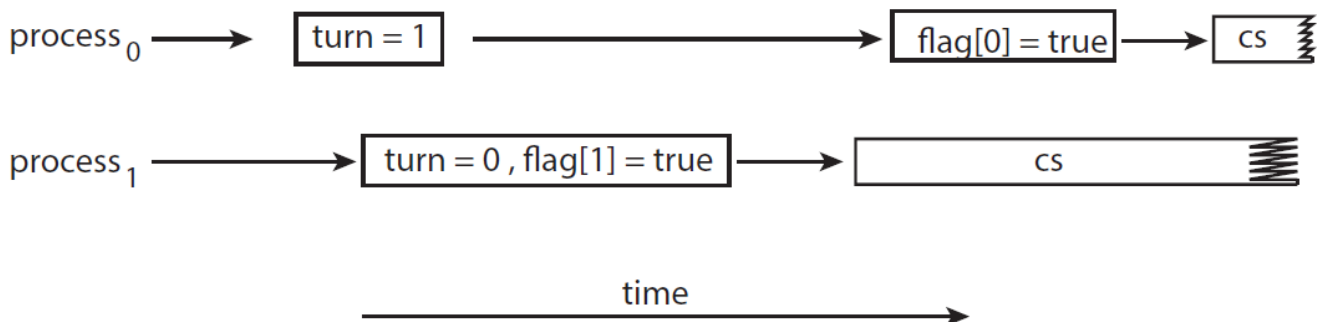 process0 turn = 1 flag[0] = true cs
process1 turn = 0 , flag[1] = true cs
time